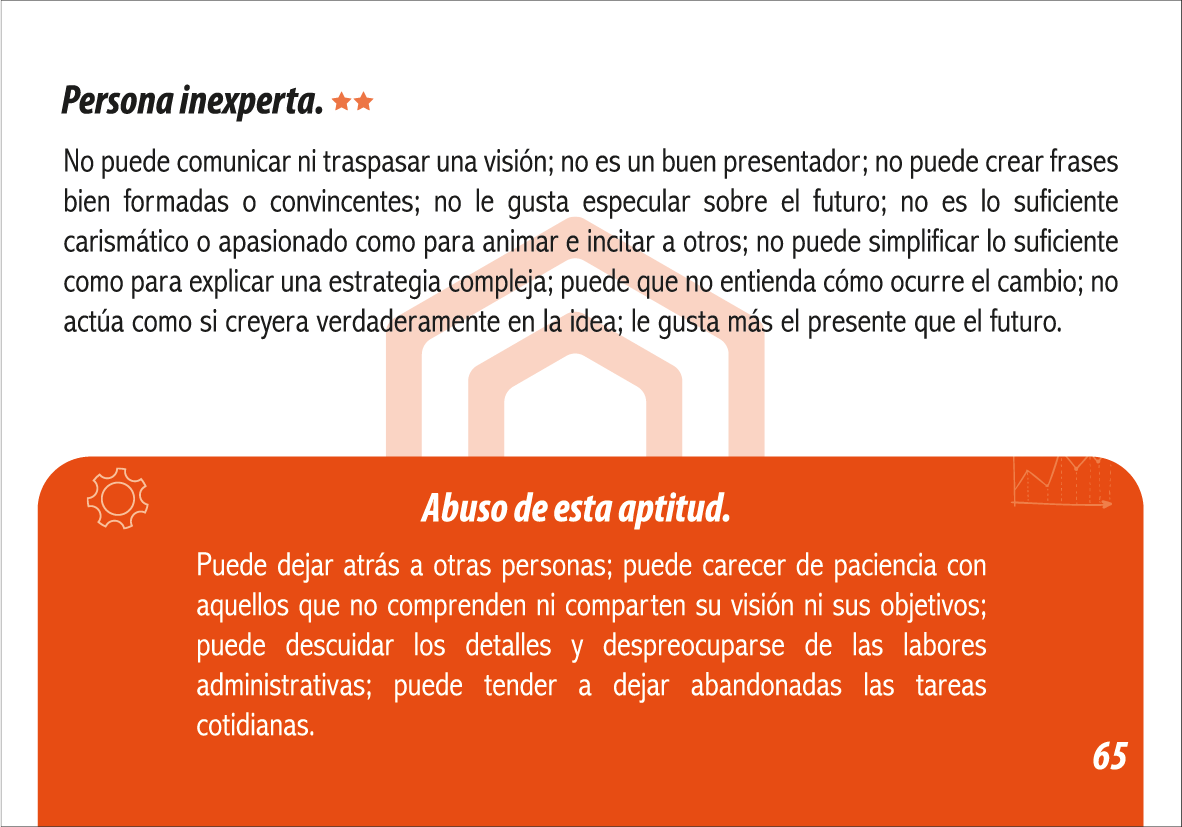 Persona inexperta.
No puede comunicar ni traspasar una visión; no es un buen presentador; no puede crear frases
bien formadas o convincentes; no le gusta especular sobre el futuro; no es lo suficiente
carismático o apasionado como para animar e incitar a otros; no puede simplificar lo suficiente
como para explicar una estrategia compleja; puede que no entienda cómo ocurre el cambio; no
actúa como si creyera verdaderamente en la idea; le gusta más el presente que el futuro.
Abuso de esta aptitud.
Puede dejar atrás a otras personas; puede carecer de paciencia con
aquellos que no comprenden ni comparten su visión ni sus objetivos;
puede descuidar los detalles y despreocuparse de las labores
administrativas; puede tender a dejar abandonadas las tareas
cotidianas.
65